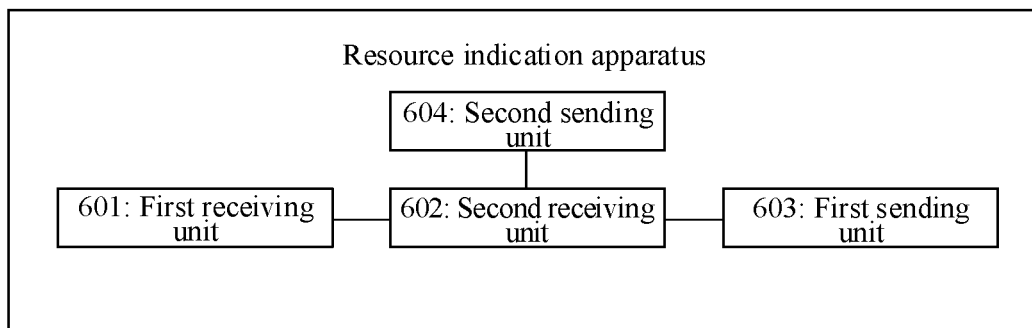 Resource indication apparatus
604: Second sending
unit
601: First receiving
unit
602: Second receiving
unit
603: First sending
unit